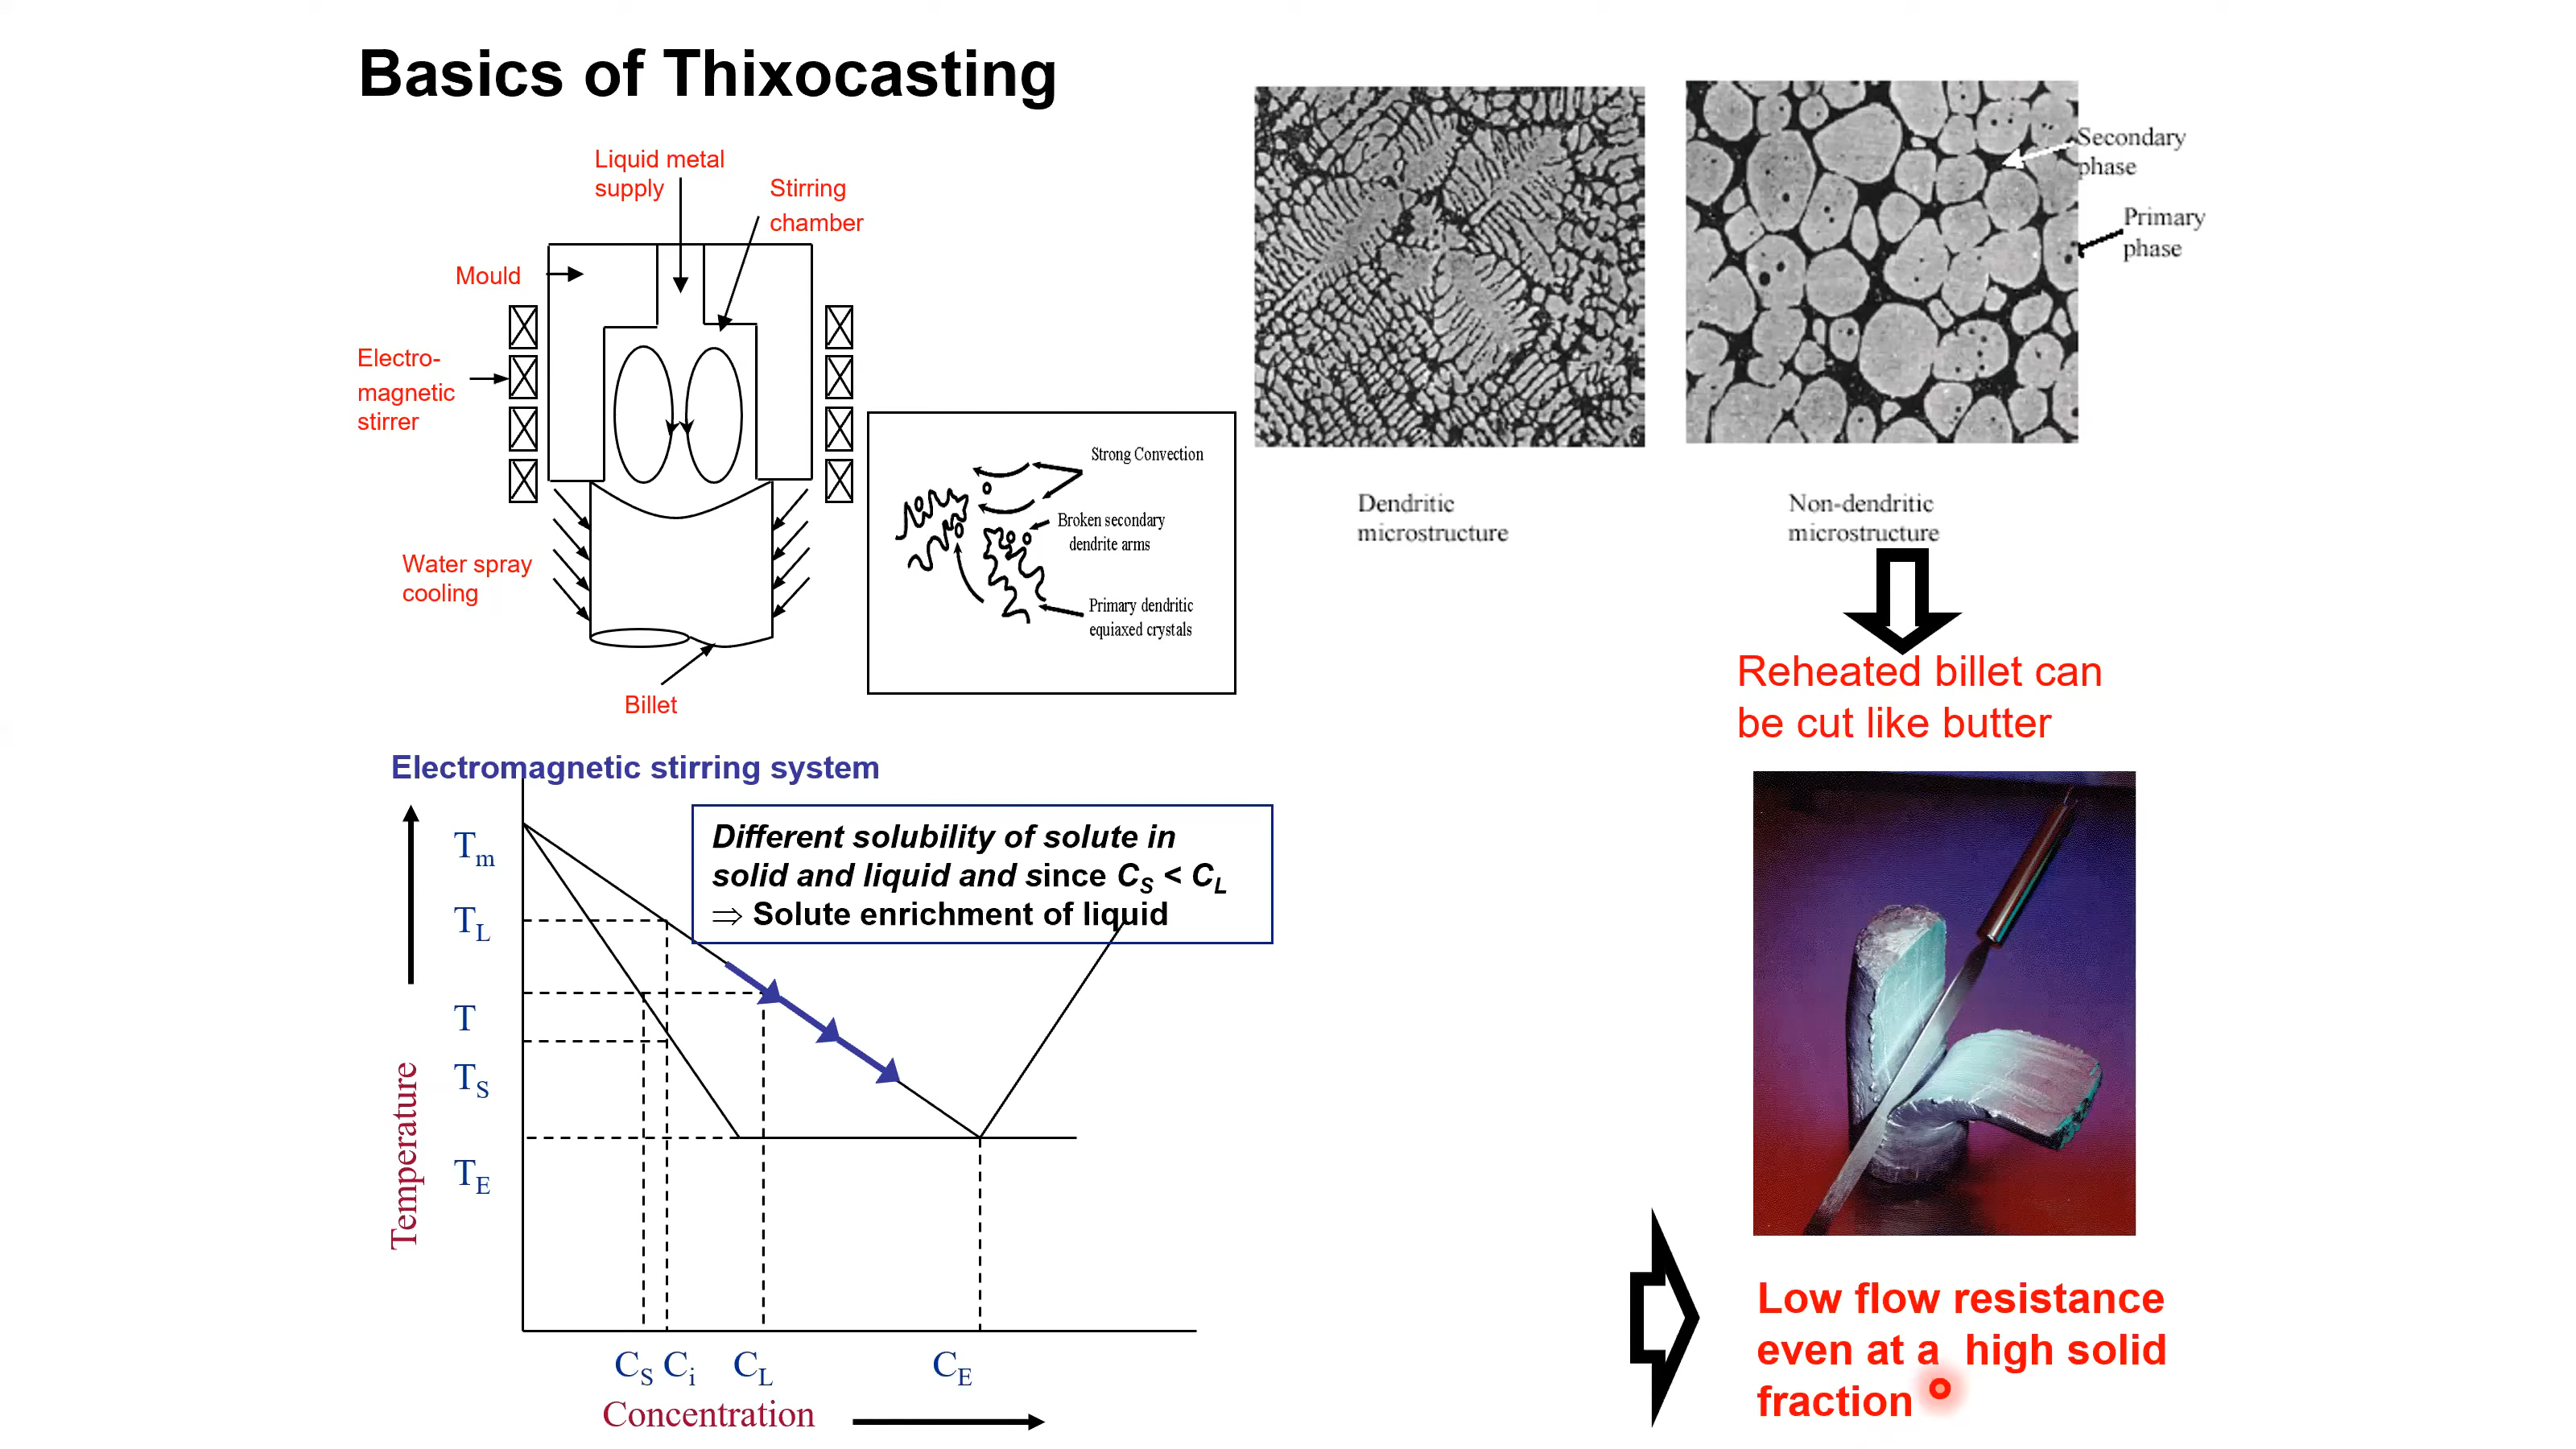 Basics of Thixocasting
Liquid metal
supply
Stirring
chamber
Mould
Electro-
magnetic
stirrer
Water spray
cooling
Billet
Strong Convection
Broken secondary
dendrite arms
Primary dendritic
equiaxed crystals
Secondary
phase
Primary
phase
Dendritic
microstructure
Non-dendritic
microstructure
Reheated billet can
be cut like butter
Electromagnetic stirring system
Different solubility of solute in
solid and liquid and since CS < CL
⇒ Solute enrichment of liquid
Tm
TL
T
TS
TE
Temperature
CS Ci CL CE
Concentration
Low flow resistance
even at a high solid
fraction